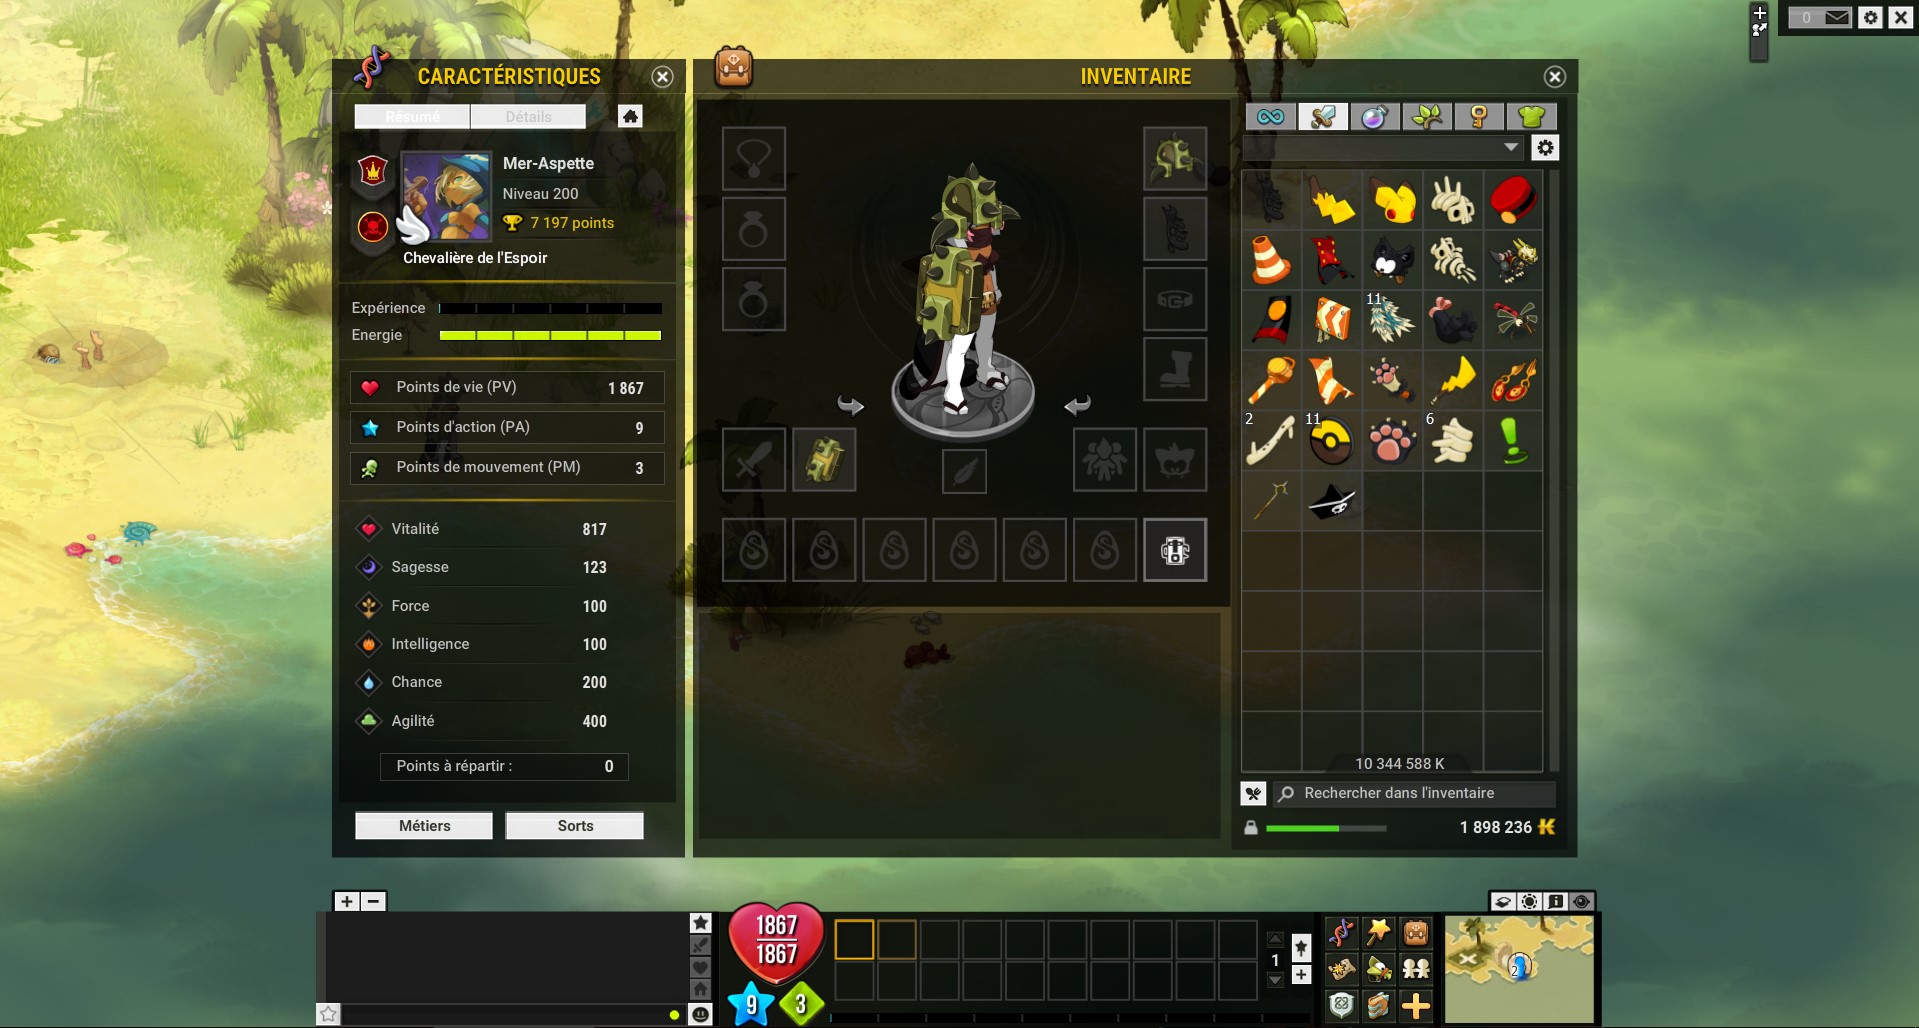 0
CARACTÉRISTIQUES
Résumé
Détails
Mer-Aspette
Niveau 200
7 197 points
Chevalière de l'Espoir
Expérience
Energie
Points de vie (PV) 1 867
Points d'action (PA) 9
Points de mouvement (PM) 3
Vitalité 817
Sagesse 123
Force 100
Intelligence 100
Chance 200
Agilité 400
Points à répartir : 0
Métiers
Sorts
INVENTAIRE
11
2
11
6
10 344 588 K
Rechercher dans l'inventaire
1 898 236 K
1867
1867
9
3
1
2